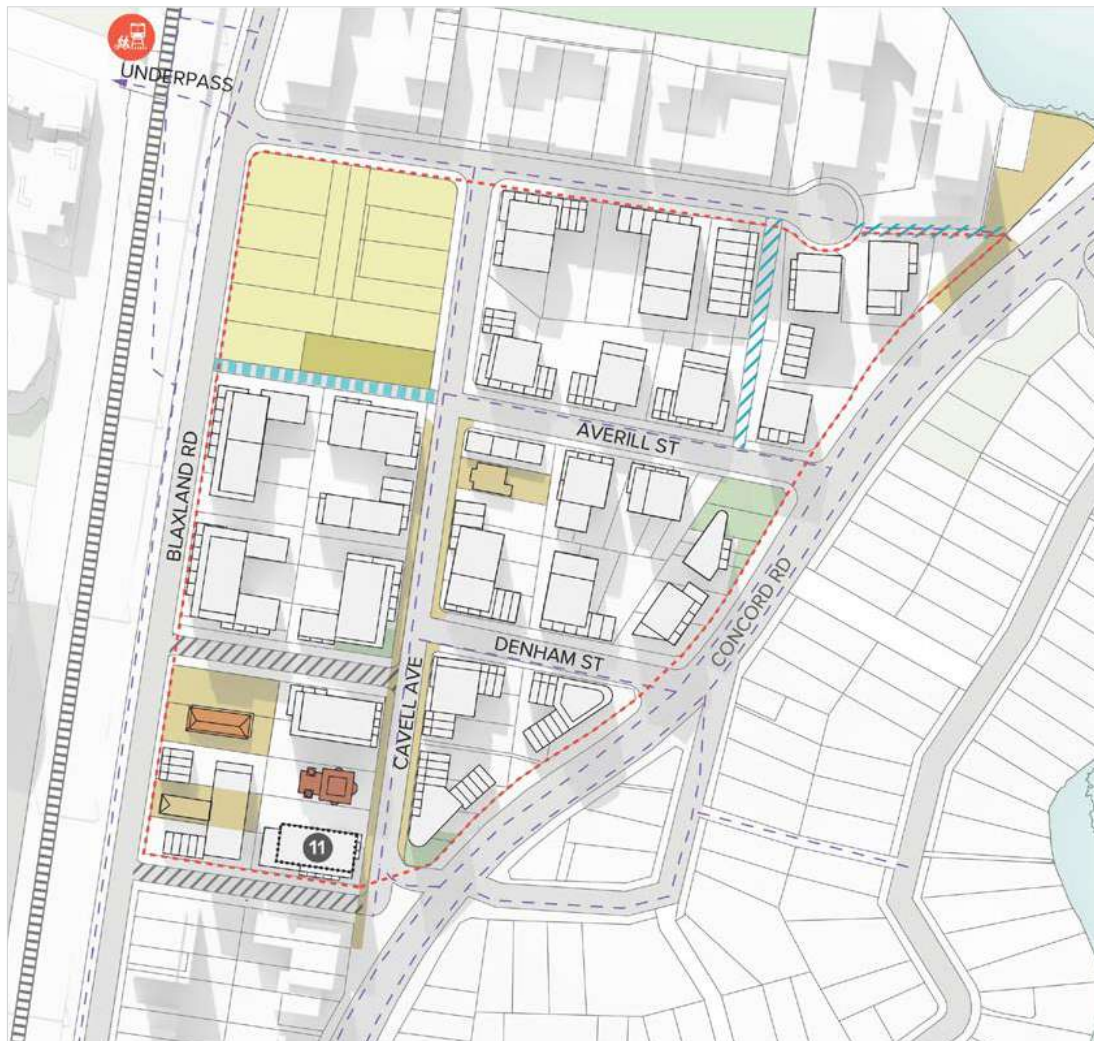 UNDERPASS
AVERILL ST
BLAXLAND RD
CONCORD RD
DENHAM ST
CAVELL AVE
11